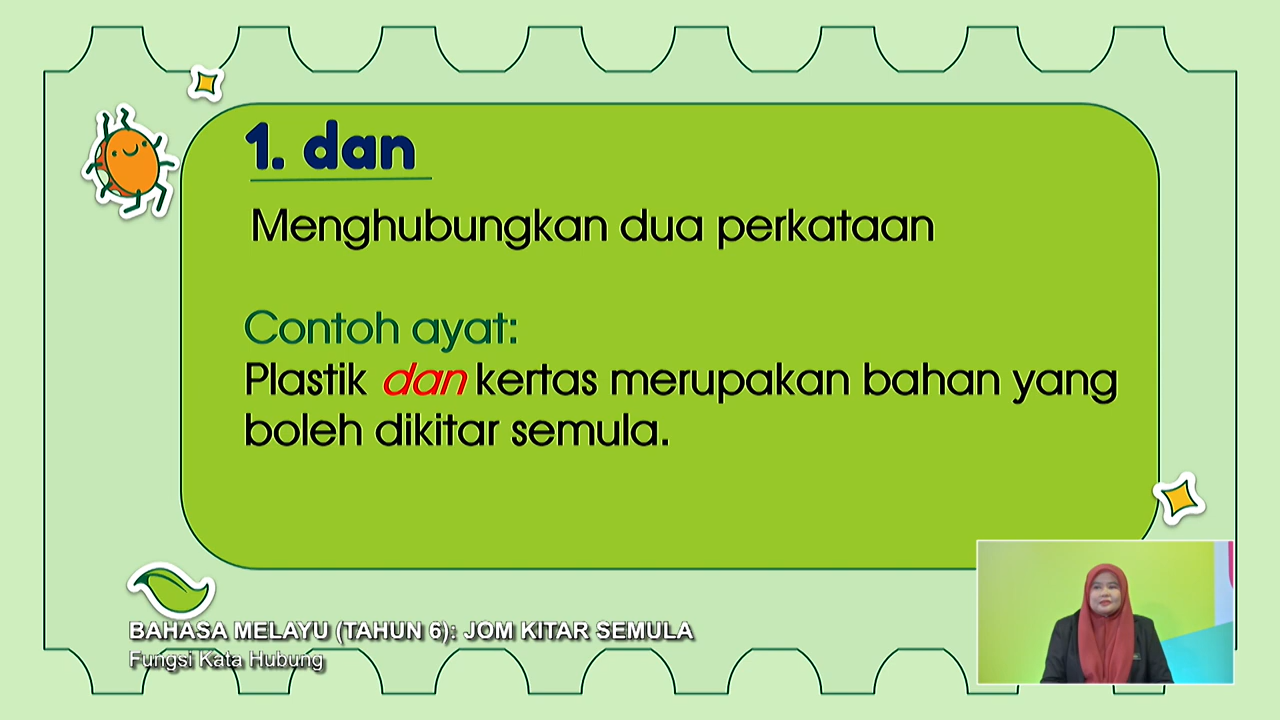 1. dan
Menghubungkan dua perkataan
Contoh ayat:
Plastik dan kertas merupakan bahan yang
boleh dikitar semula.
BAHASA MELAYU (TAHUN 6): JOM KITAR SEMULA
Fungsi Kata Hubung